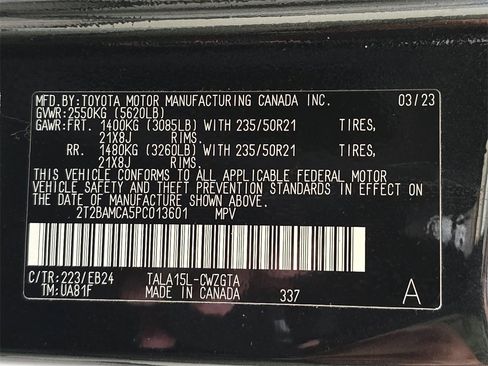 MFD.BY:TOYOTA MOTOR MANUFACTURING CANADA INC. 03/23
GVWR:2550KG (5620LB)
GAWR:FRT. 1400KG (3085LB) WITH 235/50R21 TIRES,
21X8J RIMS.
RR. 1480KG (3260LB) WITH 235/50R21 TIRES,
21X8J RIMS.
THIS VEHICLE CONFORMS TO ALL APPLICABLE FEDERAL MOTOR
VEHICLE SAFETY AND THEFT PREVENTION STANDARDS IN EFFECT ON
THE DATE OF MANUFACTURE SHOWN ABOVE.
2T2BAMCA5PC013601 MPV
C/TR:223/EB24 TALA15L-CWZGTA
TM:UA81F MADE IN CANADA 337 A